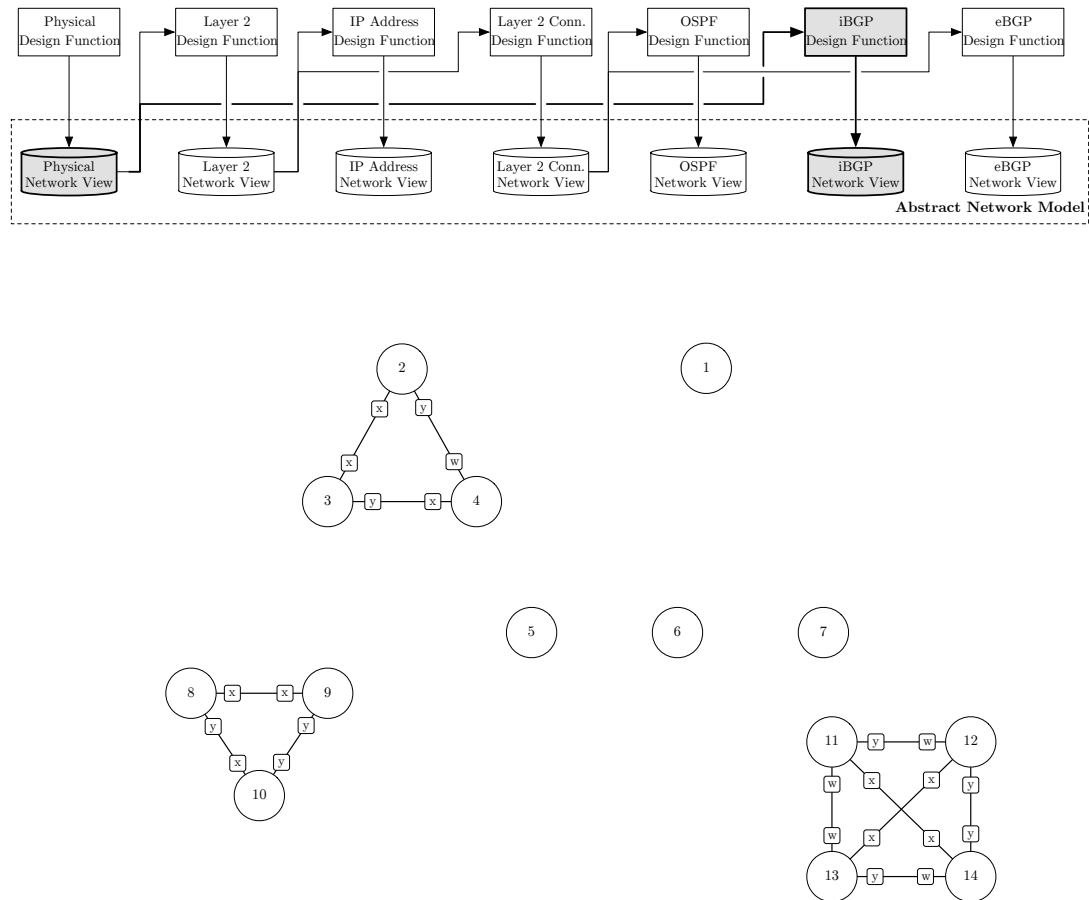 Physical
Design Function
Layer 2
Design Function
IP Address
Design Function
Layer 2 Conn.
Design Function
OSPF
Design Function
iBGP
Design Function
eBGP
Design Function
Physical
Network View
Layer 2
Network View
IP Address
Network View
Layer 2 Conn.
Network View
OSPF
Network View
iBGP
Network View
eBGP
Network View
Abstract Network Model
2
1
x
y
x
w
3
y
x
4
5
6
7
8
x
x
9
y
y
x
y
10
11
y
w
12
w
x
x
y
w
x
x
y
13
y
w
14